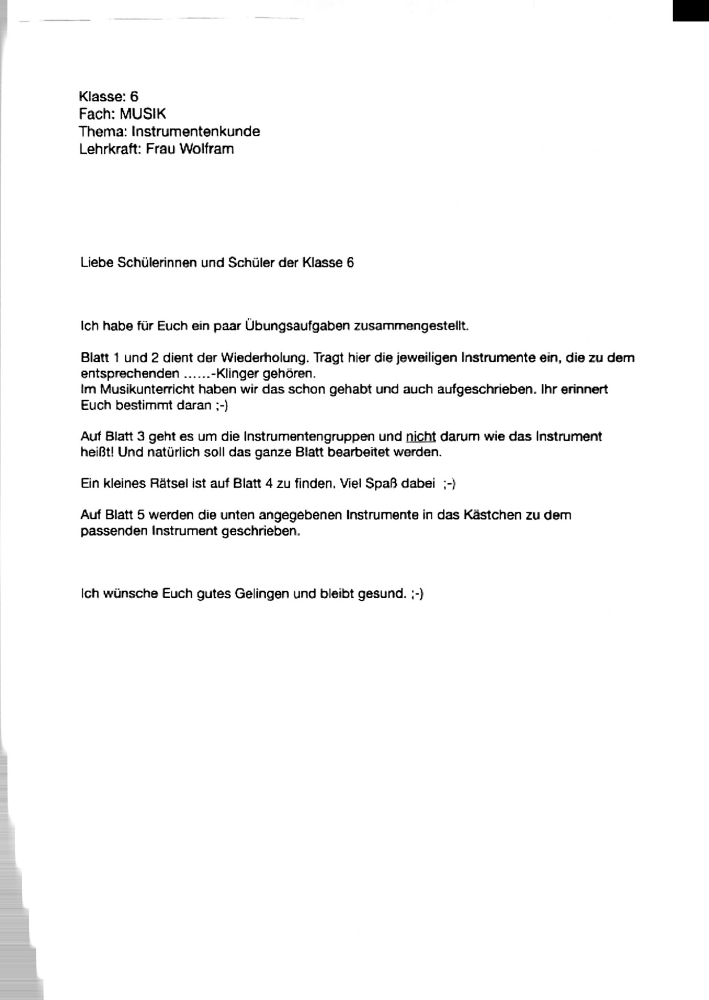 Klasse: 6
Fach: MUSIK
Thema: Instrumentenkunde
Lehrkraft: Frau Wolfram
Liebe Schülerinnen und Schüler der Klasse 6
Ich habe für Euch ein paar Übungsaufgaben zusammengestellt.
Blatt 1 und 2 dient der Wiederholung. Tragt hier die jeweiligen Instrumente ein, die zu dem
entsprechenden ......-Klinger gehören.
Im Musikunterricht haben wir das schon gehabt und auch aufgeschrieben. Ihr erinnert
Euch bestimmt daran ;-)
Auf Blatt 3 geht es um die Instrumentengruppen und nicht darum wie das Instrument
heißt! Und natürlich soll das ganze Blatt bearbeitet werden.
Ein kleines Rätsel ist auf Blatt 4 zu finden. Viel Spaß dabei  ;-)
Auf Blatt 5 werden die unten angegebenen Instrumente in das Kästchen zu dem
passenden Instrument geschrieben.
Ich wünsche Euch gutes Gelingen und bleibt gesund. ;-)